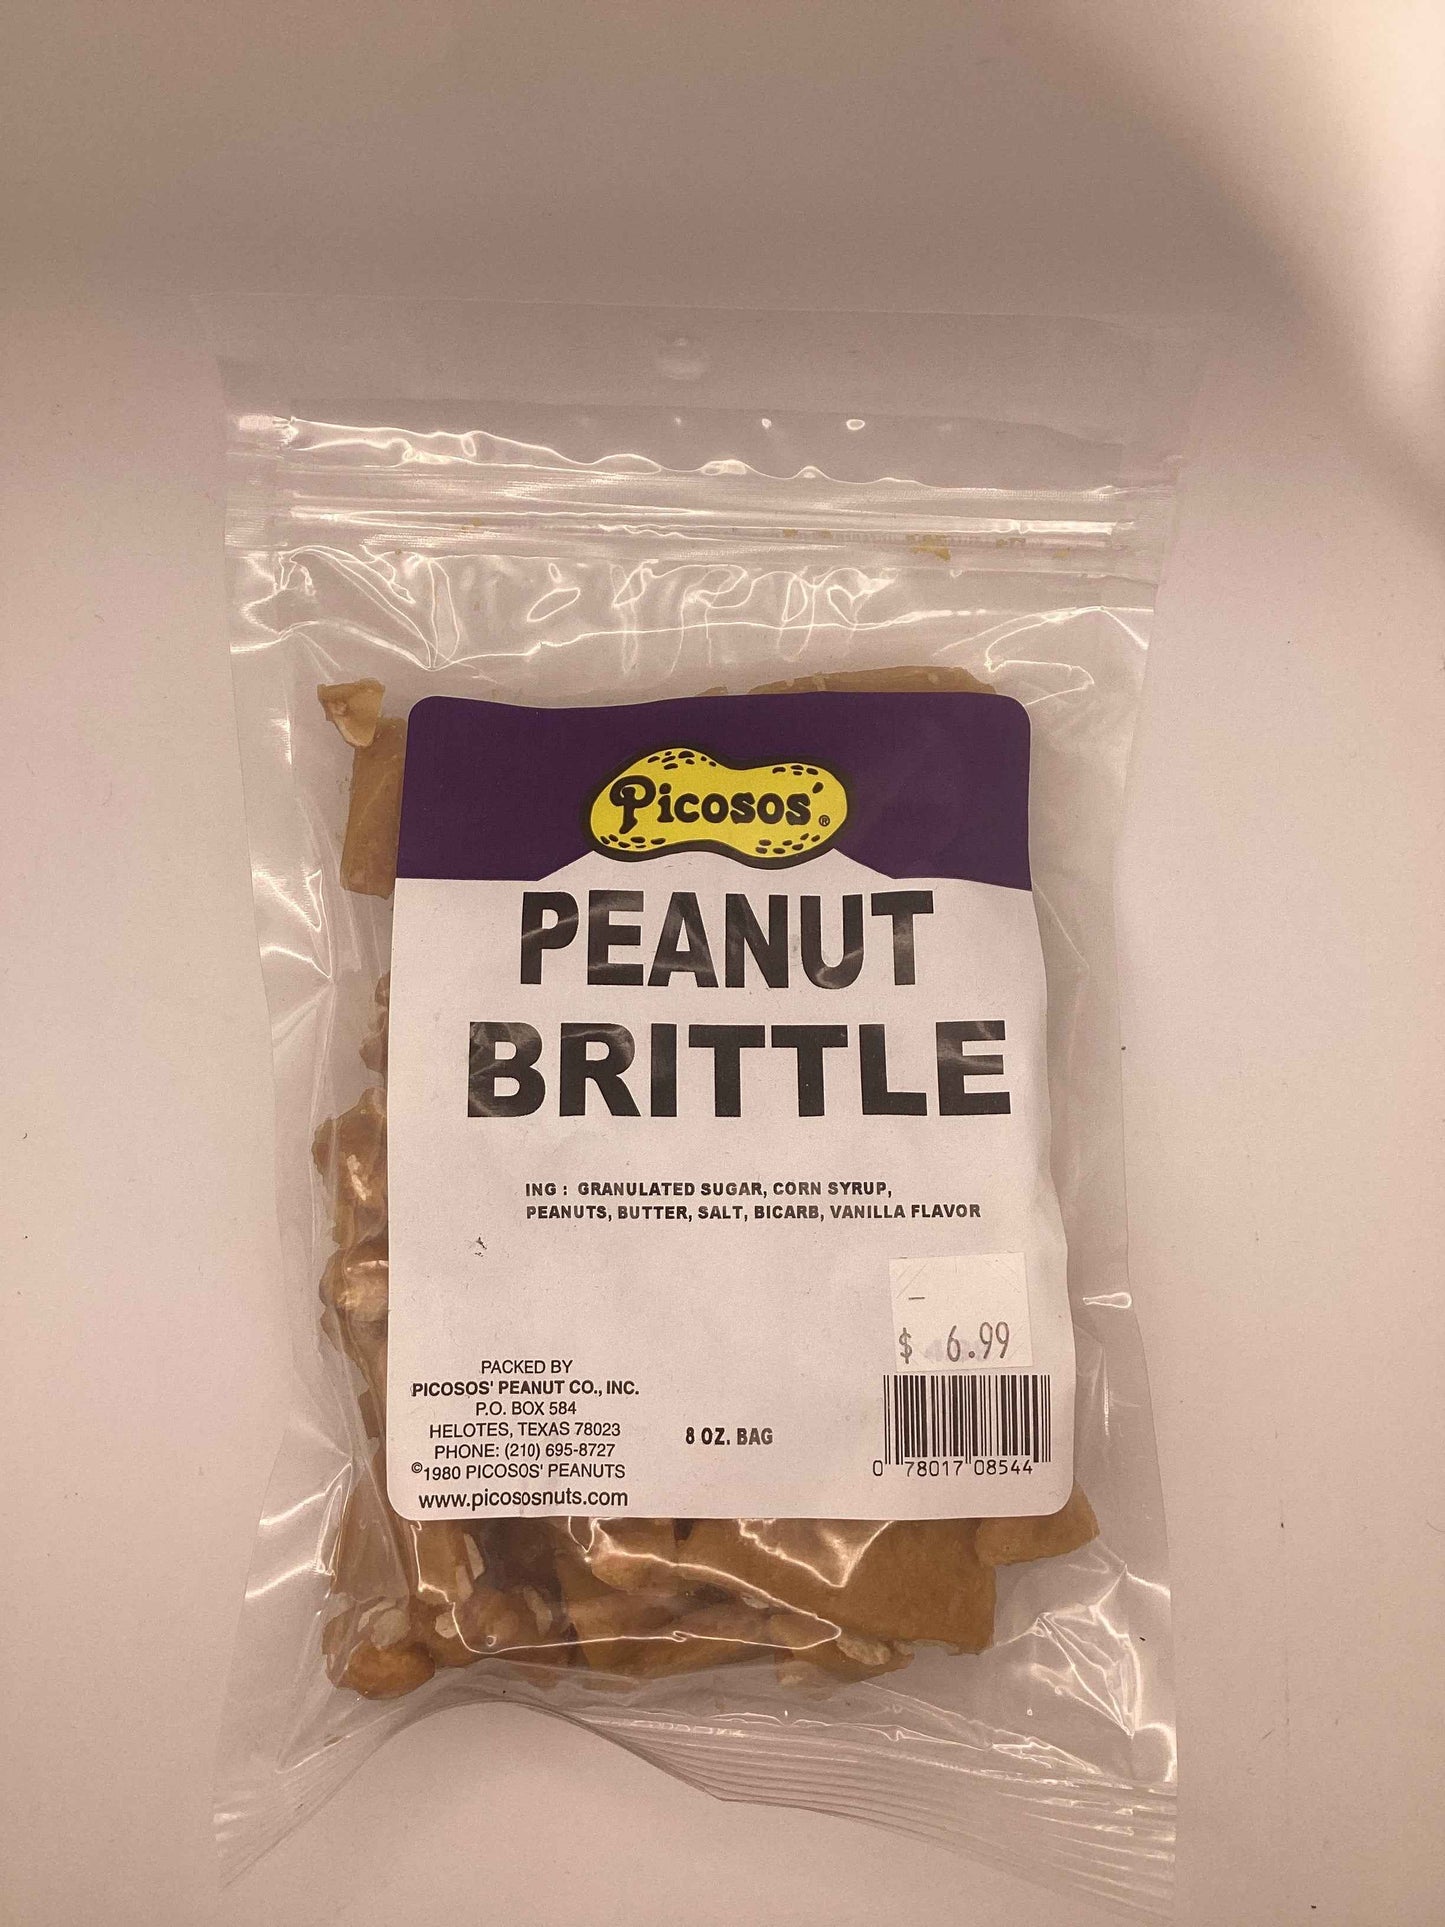 Picosos'®
PEANUT
BRITTLE
ING : GRANULATED SUGAR, CORN SYRUP,
PEANUTS, BUTTER, SALT, BICARB, VANILLA FLAVOR
$ 6.99
PACKED BY
PICOSOS' PEANUT CO., INC.
P.O. BOX 584
HELOTES, TEXAS 78023
PHONE: (210) 695-8727
©1980 PICOSOS' PEANUTS
www.picososnuts.com
8 OZ. BAG
0 78017 08544